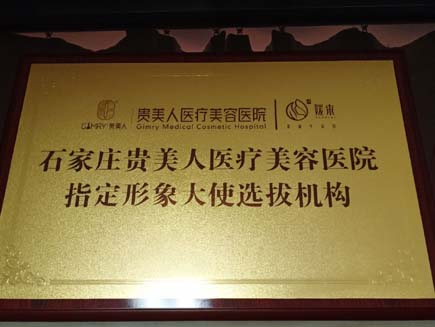 GIMRY 贵美人 贵美人医疗美容医院
Gimry Medical Cosmetic Hospital
石家庄贵美人医疗美容医院
指定形象大使选拔机构